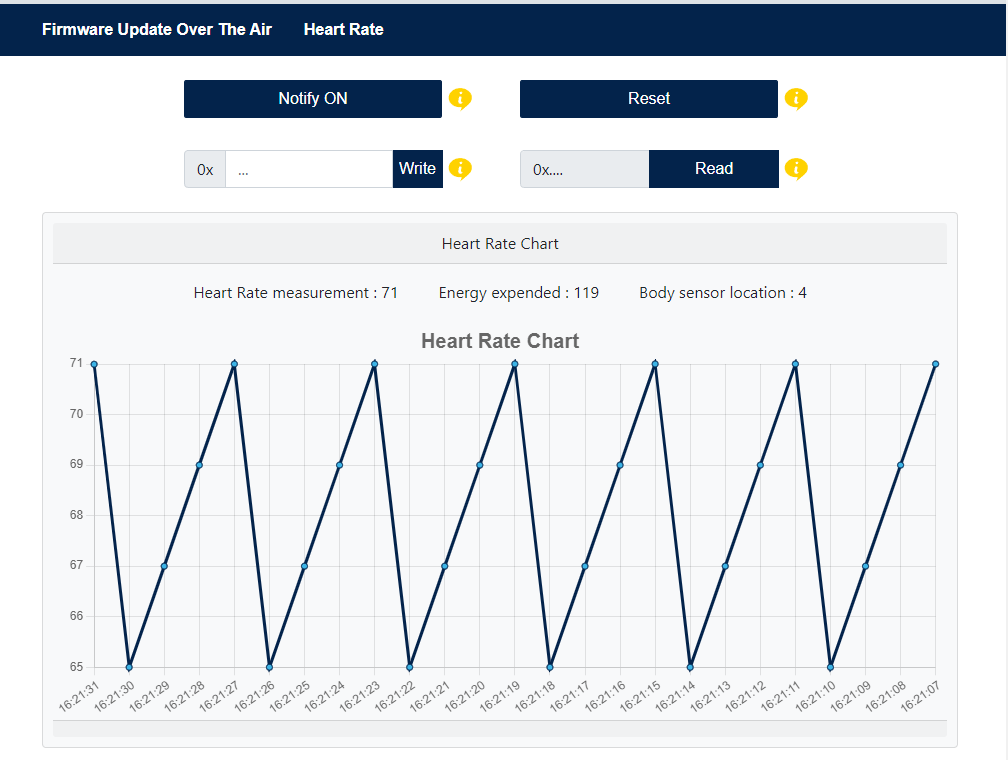 Firmware Update Over The Air Heart Rate
Notify ON i Reset i
0x ... Write i 0x.... Read i
Heart Rate Chart
Heart Rate measurement : 71 Energy expended : 119 Body sensor location : 4
Heart Rate Chart
71
70
69
68
67
66
65
16:21:31 16:21:30 16:21:29 16:21:28 16:21:27 16:21:26 16:21:25 16:21:24 16:21:23 16:21:22 16:21:21 16:21:20 16:21:19 16:21:18 16:21:17 16:21:16 16:21:15 16:21:14 16:21:13 16:21:12 16:21:11 16:21:10 16:21:09 16:21:08 16:21:07